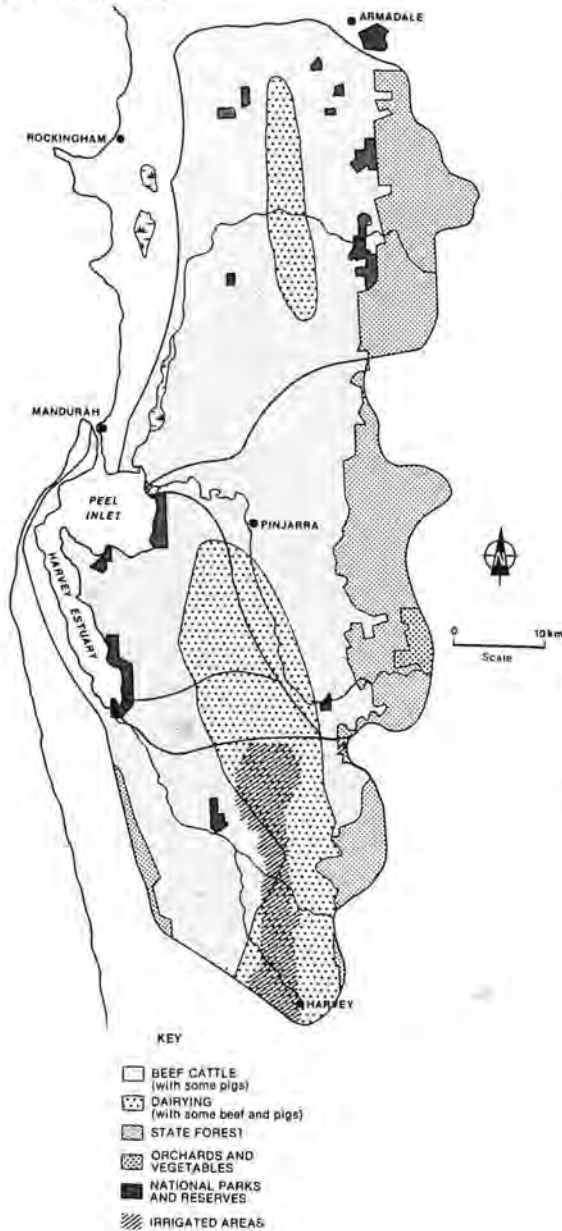 ARMADALE
ROCKINGHAM
MANDURAH
PEEL
INLET
PINJARRA
HARVEY ESTUARY
0 10km
Scale
HARVEY
KEY
BEEF CATTLE
(with some pigs)
DAIRYING
(with some beef and pigs)
STATE FOREST
ORCHARDS AND
VEGETABLES
NATIONAL PARKS
AND RESERVES
IRRIGATED AREAS